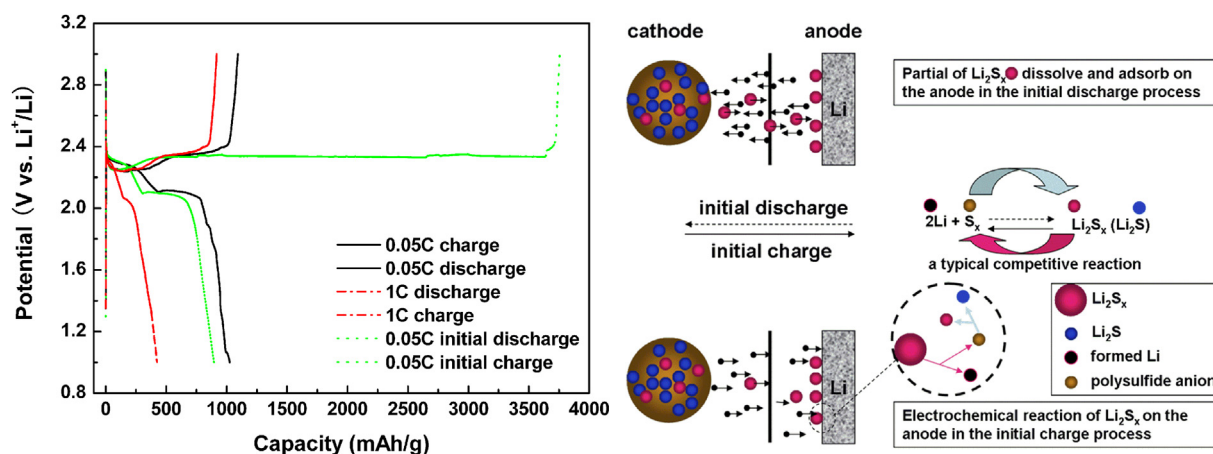 3.2
2.8
2.4
2.0
1.6
1.2
0.8
Potential (V vs. Li⁺/Li)
0 500 1000 1500 2000 2500 3000 3500 4000
Capacity (mAh/g)
0.05C charge
0.05C discharge
1C discharge
1C charge
0.05C initial discharge
0.05C initial charge
cathode
anode
Li
initial discharge
initial charge
Li
Partial of Li₂Sₓ dissolve and adsorb on
the anode in the initial discharge process
2Li + Sₓ
Li₂Sₓ (Li₂S)
a typical competitive reaction
Li₂Sₓ
Li₂S
formed Li
polysulfide anion
Electrochemical reaction of Li₂Sₓ on the
anode in the initial charge process